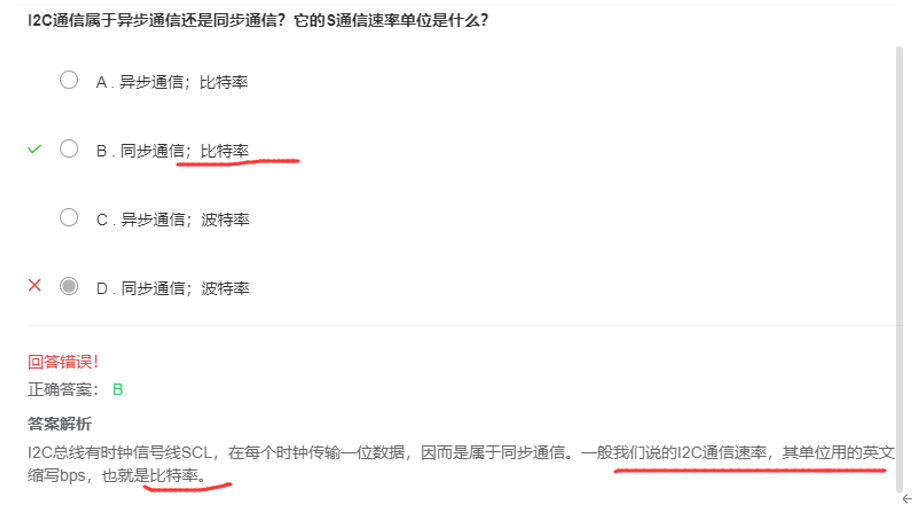 I2C通信属于异步通信还是同步通信？它的S通信速率单位是什么？
A . 异步通信；比特率
B . 同步通信；比特率
C . 异步通信；波特率
D . 同步通信；波特率
回答错误！
正确答案： B
答案解析
I2C总线有时钟信号线SCL，在每个时钟传输一位数据，因而是属于同步通信。一般我们说的I2C通信速率，其单位用的英文
缩写bps，也就是比特率。